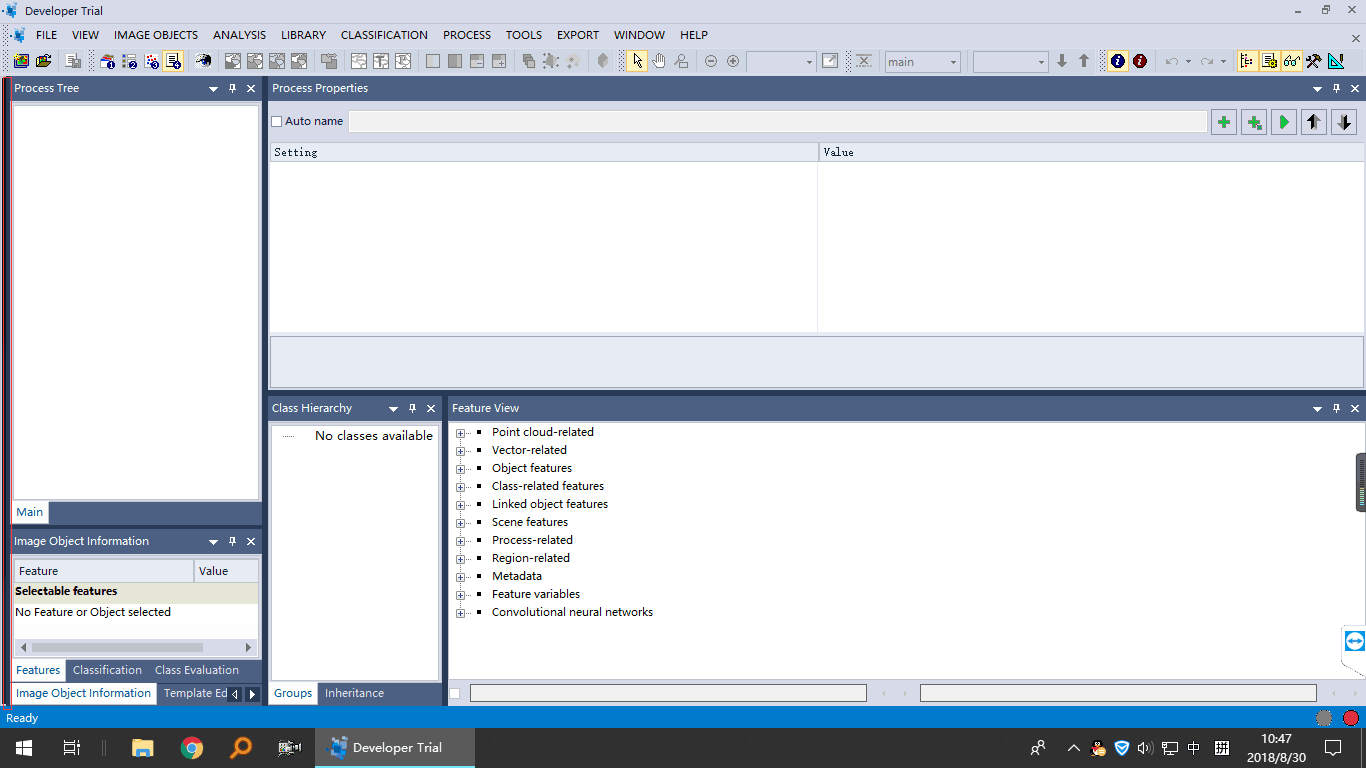 Developer Trial
FILE VIEW IMAGE OBJECTS ANALYSIS LIBRARY CLASSIFICATION PROCESS TOOLS EXPORT WINDOW HELP
main
Process Tree
Main
Process Properties
Auto name
Setting Value
Image Object Information
Feature Value
Selectable features
No Feature or Object selected
Features Classification Class Evaluation
Image Object Information Template Ed
Class Hierarchy
No classes available
Groups Inheritance
Feature View
Point cloud-related
Vector-related
Object features
Class-related features
Linked object features
Scene features
Process-related
Region-related
Metadata
Feature variables
Convolutional neural networks
Ready
Developer Trial
中
拼
10:47
2018/8/30